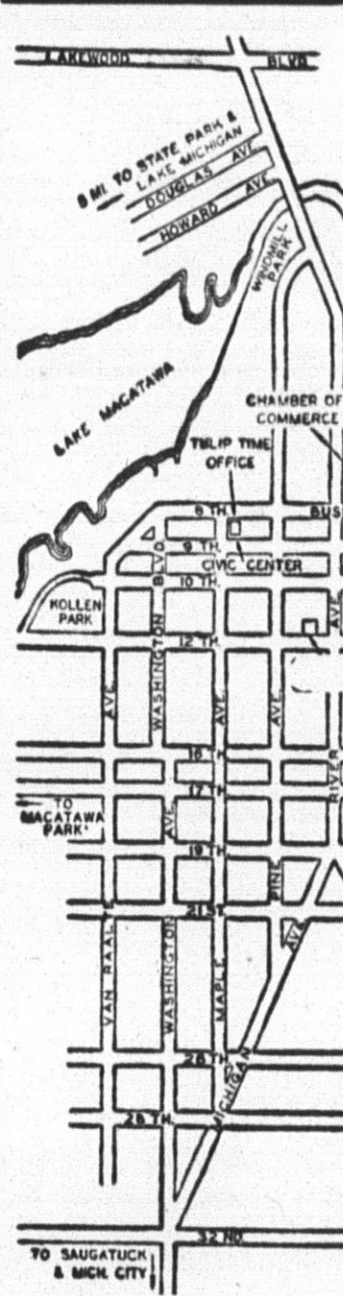 LAKEWOOD BLVD.
8 MI. TO STATE PARK &
LAKE MICHIGAN
DOUGLAS AVE.
HOWARD AVE.
WINDMILL
PARK
LAKE MACATAWA
CHAMBER OF
COMMERCE
TULIP TIME
OFFICE
8 TH. BUS
9 TH.
CIVIC CENTER
10 TH.
KOLLEN
PARK
12 TH.
WASHINGTON BLVD.
AVE.
AVE.
AVE.
AVE.
16 TH.
17 TH.
TO
MACATAWA
PARK
AVE.
RIVER
19 TH.
PINE
21 ST.
AVE.
VAN RAALTE
WASHINGTON
MAPLE
26 TH.
MICHIGAN
28 TH.
32 ND.
TO SAUGATUCK
& MICH. CITY